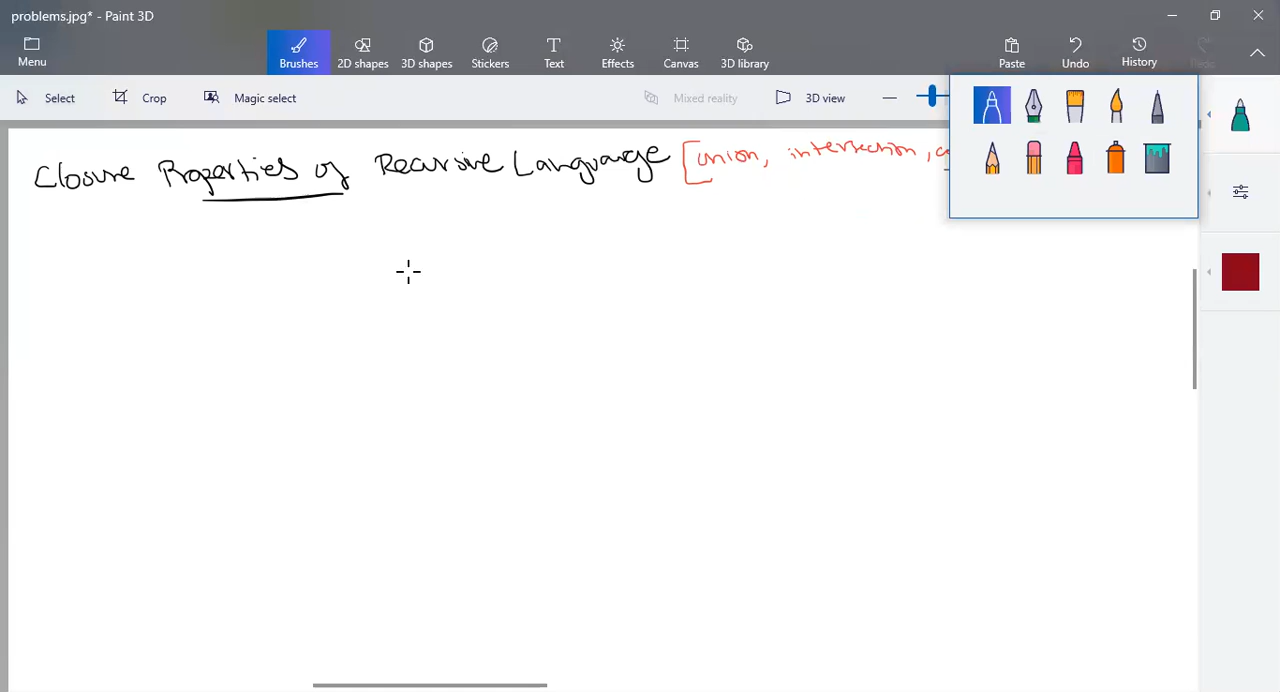 problems.jpg* - Paint 3D
Menu
Brushes 2D shapes 3D shapes Stickers Text Effects Canvas 3D library Paste Undo History Redo
Select Crop Magic select Mixed reality 3D view
Closure Properties of Recursive Language [union, intersection,